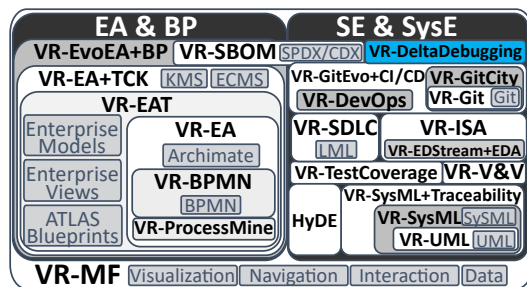 EA & BP
VR-EvoEA+BP
VR-EA+TCK KMS ECMS
VR-EAT
Enterprise Models
Enterprise Views
ATLAS Blueprints
VR-EA
Archimate
VR-BPMN
BPMN
VR-ProcessMine
VR-SBOM SPDX/CDX
SE & SysE
VR-DeltaDebugging
VR-GitEvo+CI/CD
VR-DevOps
VR-GitCity
VR-Git Git
VR-SDLC
LML
VR-ISA
VR-EDStream+EDA
VR-TestCoverage VR-V&V
HyDE
VR-SysML+Traceability
VR-SysML SySML
VR-UML UML
VR-MF Visualization Navigation Interaction Data